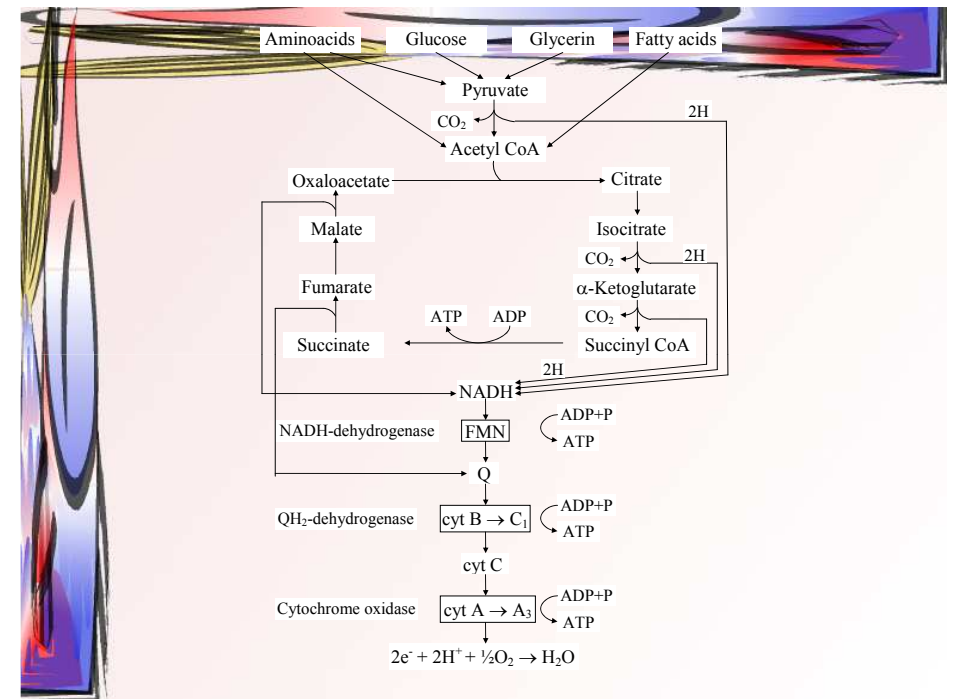 Aminoacids Glucose Glycerin Fatty acids
Pyruvate
2H
CO₂
Acetyl CoA
Oxaloacetate Citrate
Malate Isocitrate
CO₂ 2H
Fumarate α-Ketoglutarate
ATP ADP CO₂
Succinate Succinyl CoA
2H
NADH
ADP+P
NADH-dehydrogenase FMN
ATP
Q
ADP+P
QH₂-dehydrogenase cyt B → C₁
ATP
cyt C
ADP+P
Cytochrome oxidase cyt A → A₃
ATP
2e⁻ + 2H⁺ + ½O₂ → H₂O